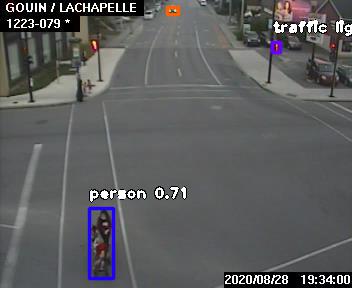 GOUIN / LACHAPELLE
1223-079 *
traffic lig
person 0.71
2020/08/28 19:34:00